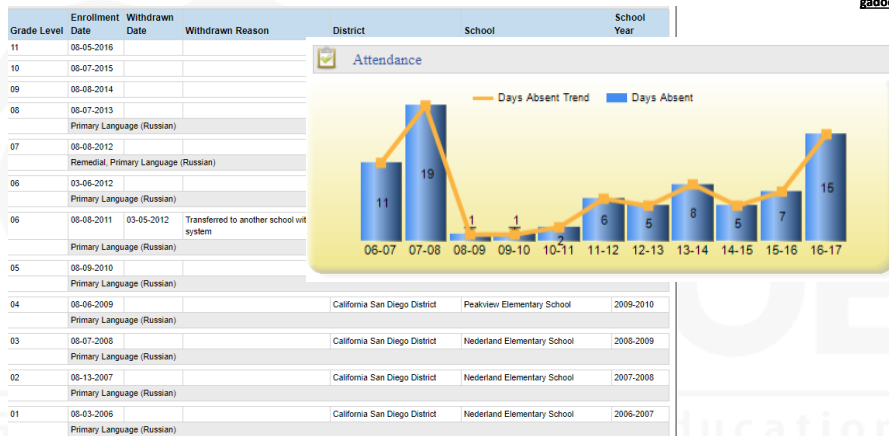 gado
Grade Level Enrollment Date Withdrawn Date Withdrawn Reason District School School Year
11 08-05-2016
Attendance
Days Absent Trend Days Absent
11 19 1 1 2 6 5 8 5 7 15
06-07 07-08 08-09 09-10 10-11 11-12 12-13 13-14 14-15 15-16 16-17
10 08-07-2015
09 08-08-2014
08 08-07-2013
Primary Language (Russian)
07 08-08-2012
Remedial, Primary Language (Russian)
06 03-06-2012
Primary Language (Russian)
06 08-08-2011 03-05-2012 Transferred to another school wit
system
Primary Language (Russian)
05 08-09-2010
Primary Language (Russian)
04 08-06-2009 California San Diego District Peakview Elementary School 2009-2010
Primary Language (Russian)
03 08-07-2008 California San Diego District Nederland Elementary School 2008-2009
Primary Language (Russian)
02 08-13-2007 California San Diego District Nederland Elementary School 2007-2008
Primary Language (Russian)
01 08-03-2006 California San Diego District Nederland Elementary School 2006-2007
Primary Language (Russian)
ucation